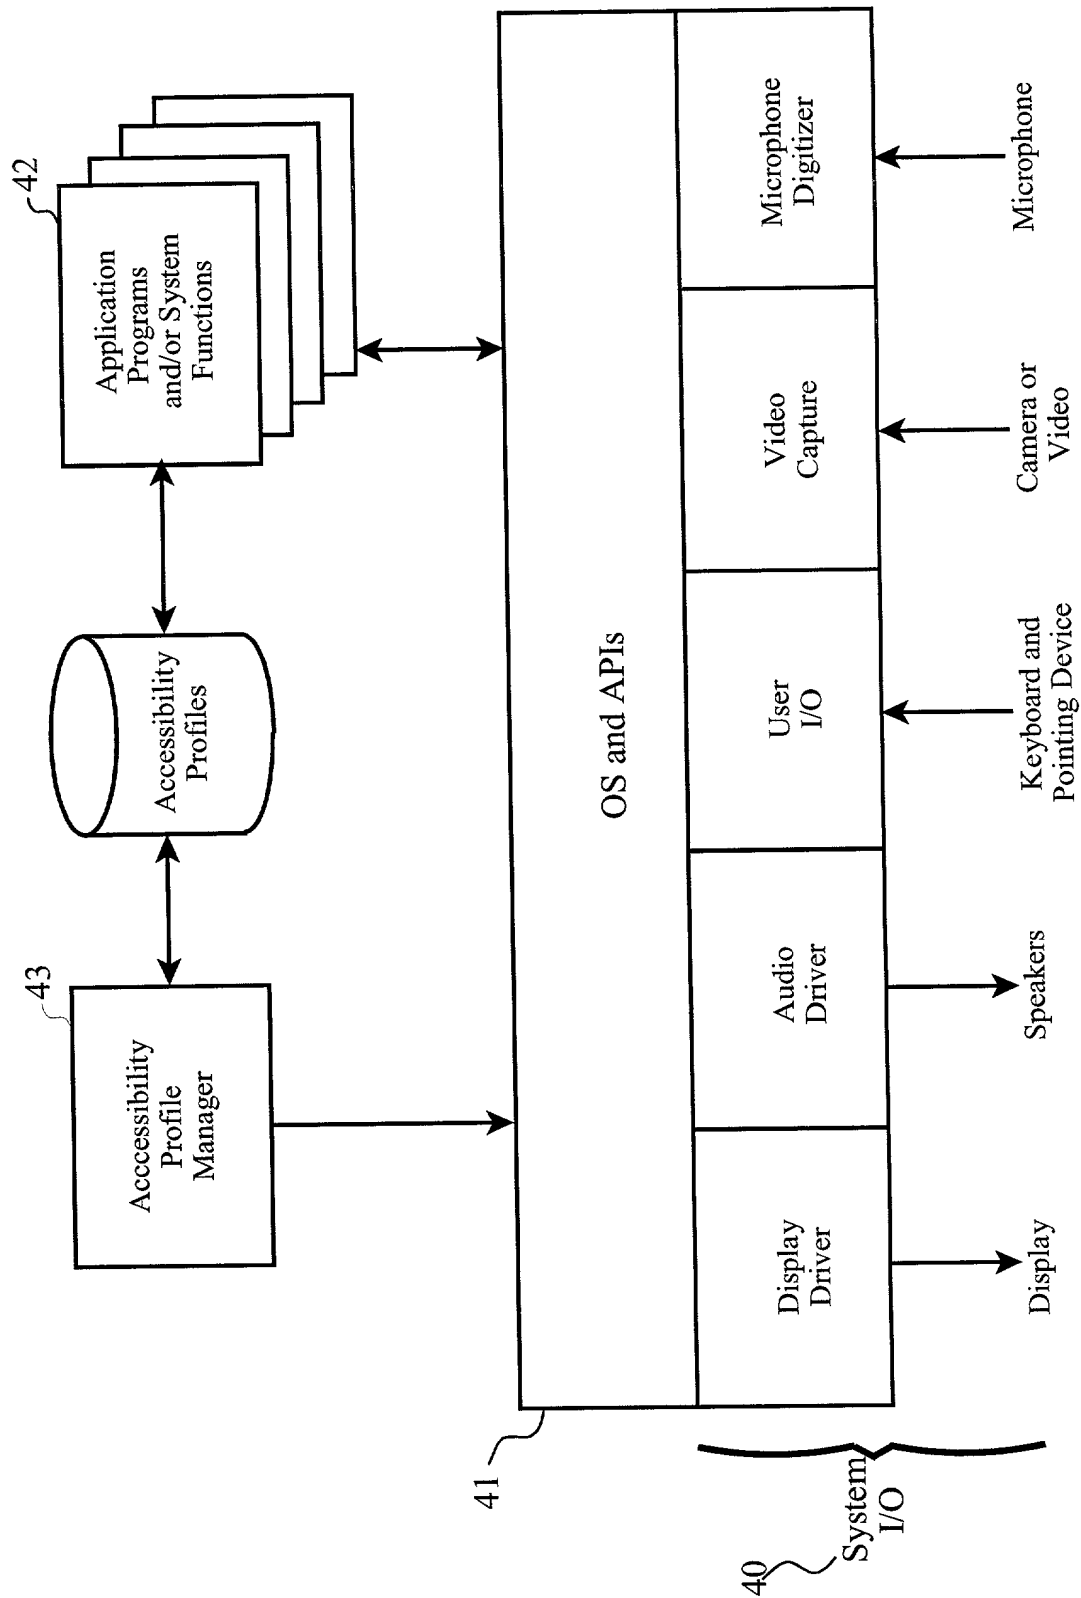 43
Acccessibility
Profile
Manager
Accessibility
Profiles
42
Application
Programs
and/or System
Functions
41
OS and APIs
40
System
I/O
Display
Driver
Audio
Driver
User
I/O
Video
Capture
Microphone
Digitizer
Display
Speakers
Keyboard and
Pointing Device
Camera or
Video
Microphone